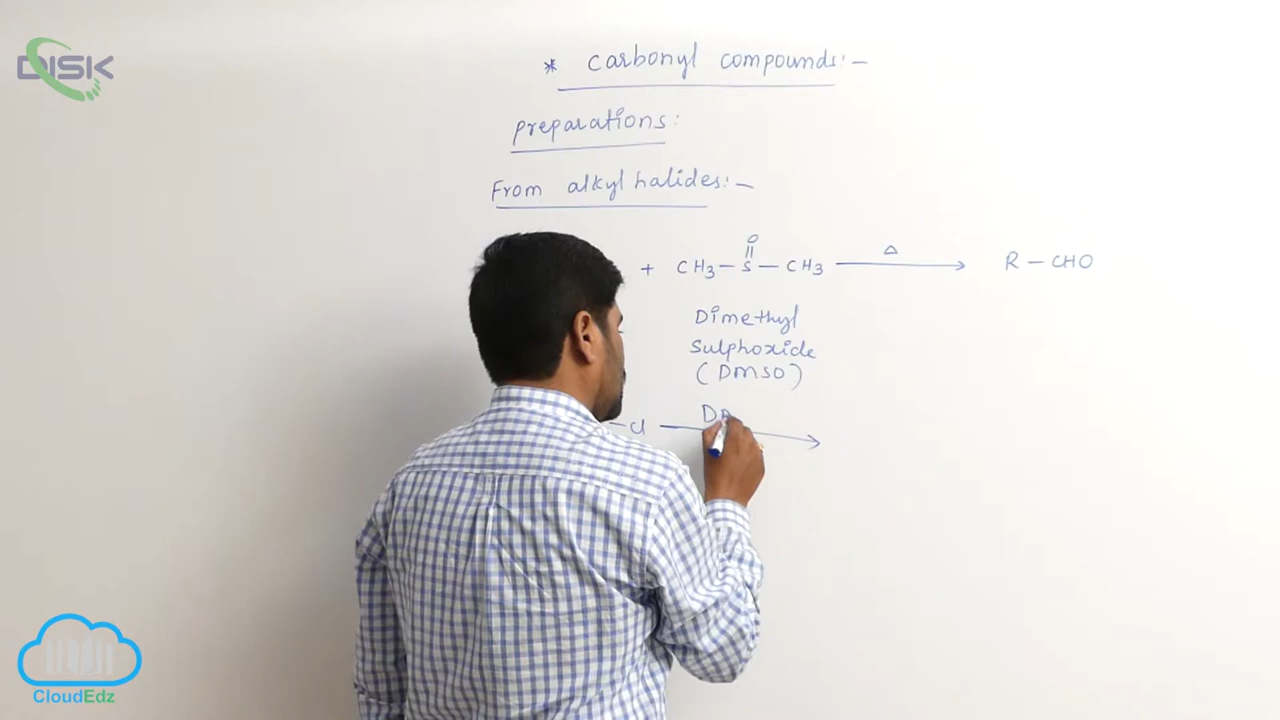 DISK
* carbonyl compounds:-
preparations:
From alkyl halides:-
O
+ CH3 - S - CH3 Δ → R - CHO
Dimethyl
Sulphoxide
(DMSO)
- Cl →
CloudEdz